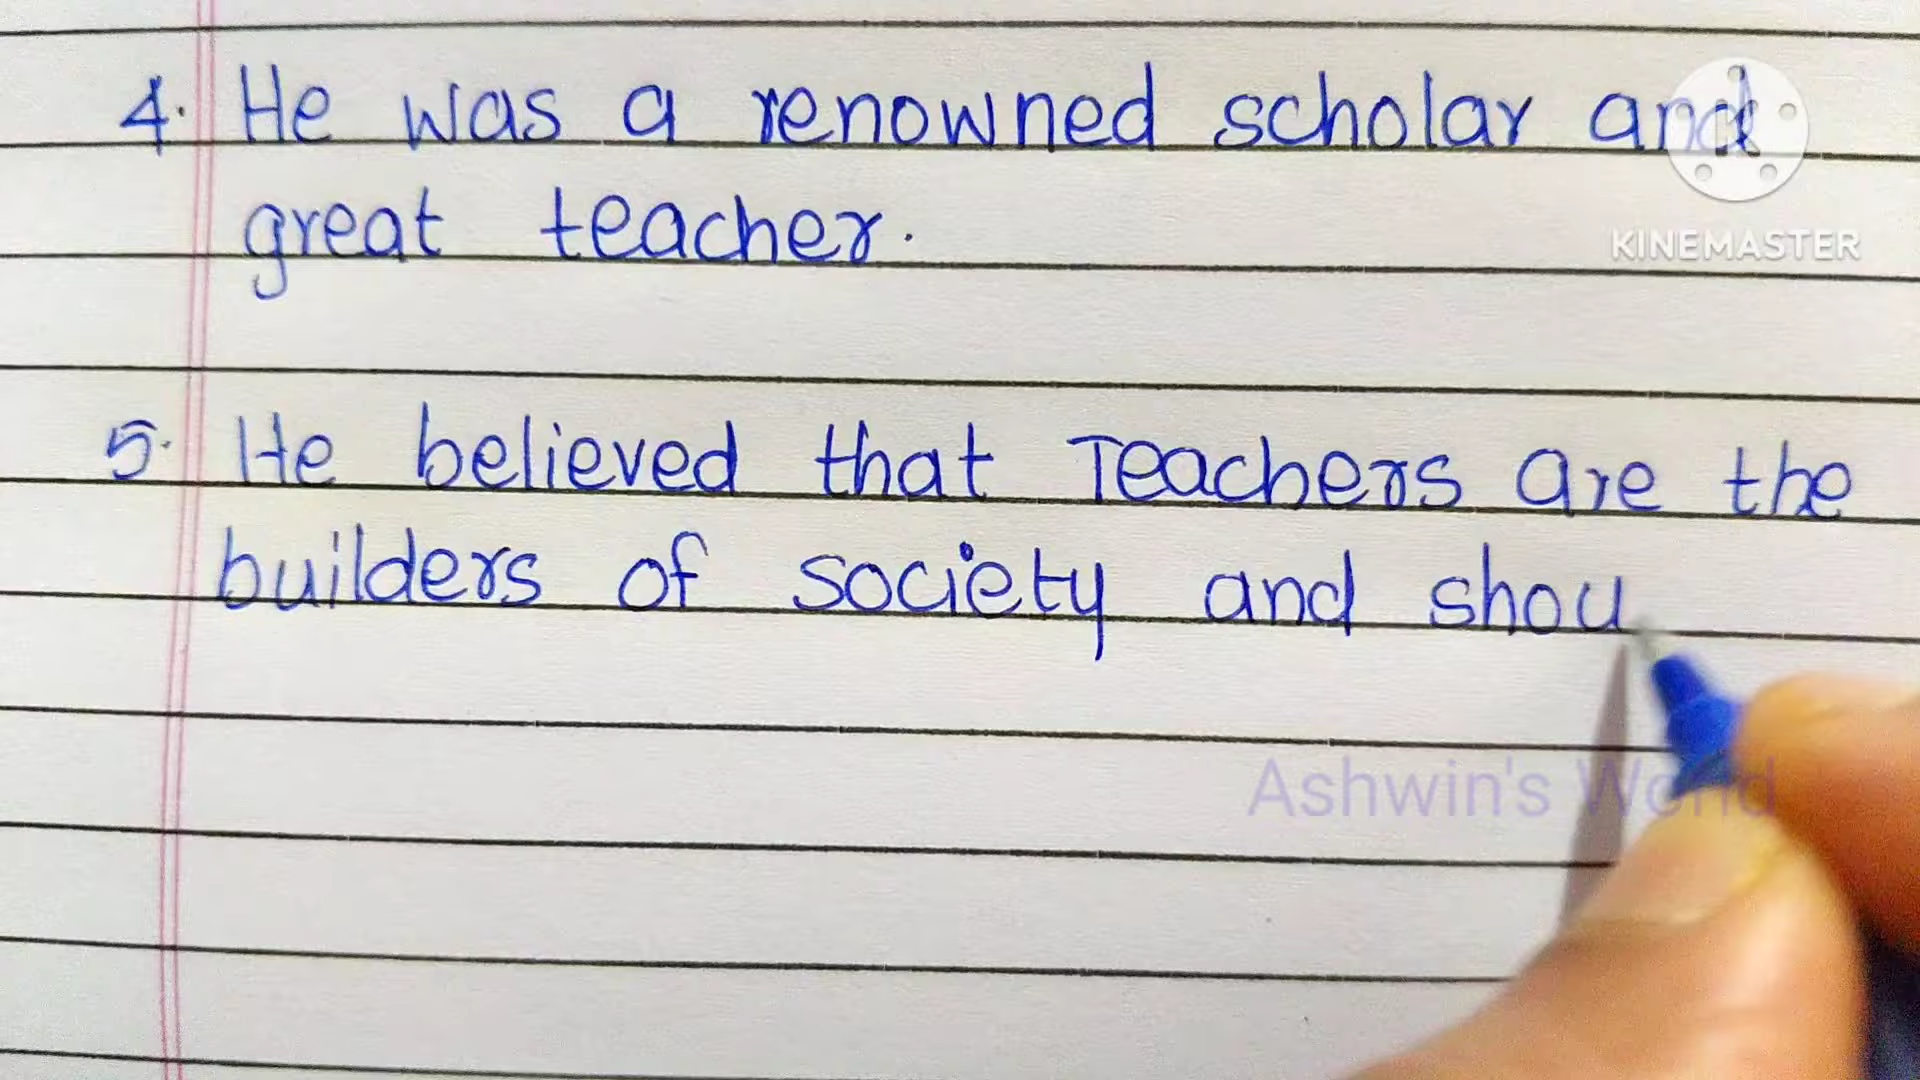 4. He was a renowned scholar and
great teacher.
KINEMASTER
5. He believed that Teachers are the
builders of society and shou
Ashwin's World